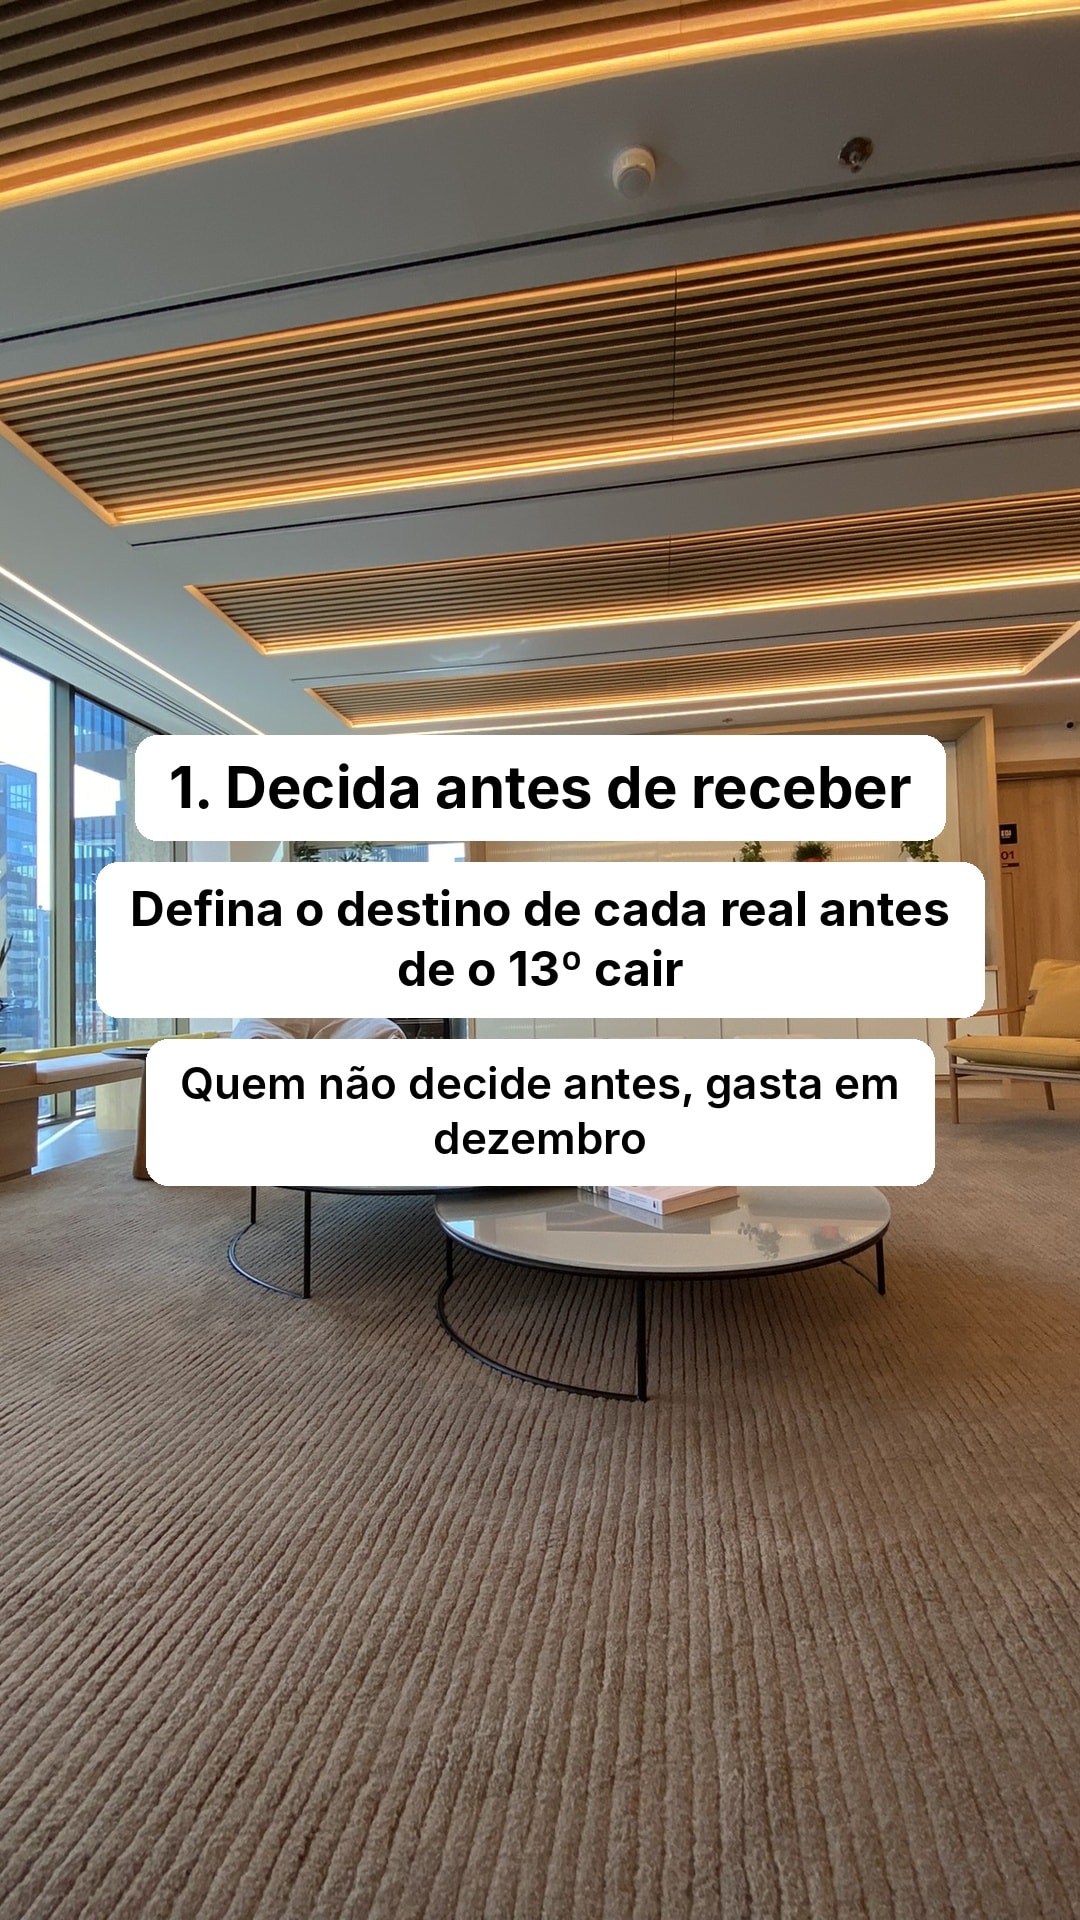 1. Decida antes de receber
Defina o destino de cada real antes
de o 13º cair
Quem não decide antes, gasta em
dezembro
01